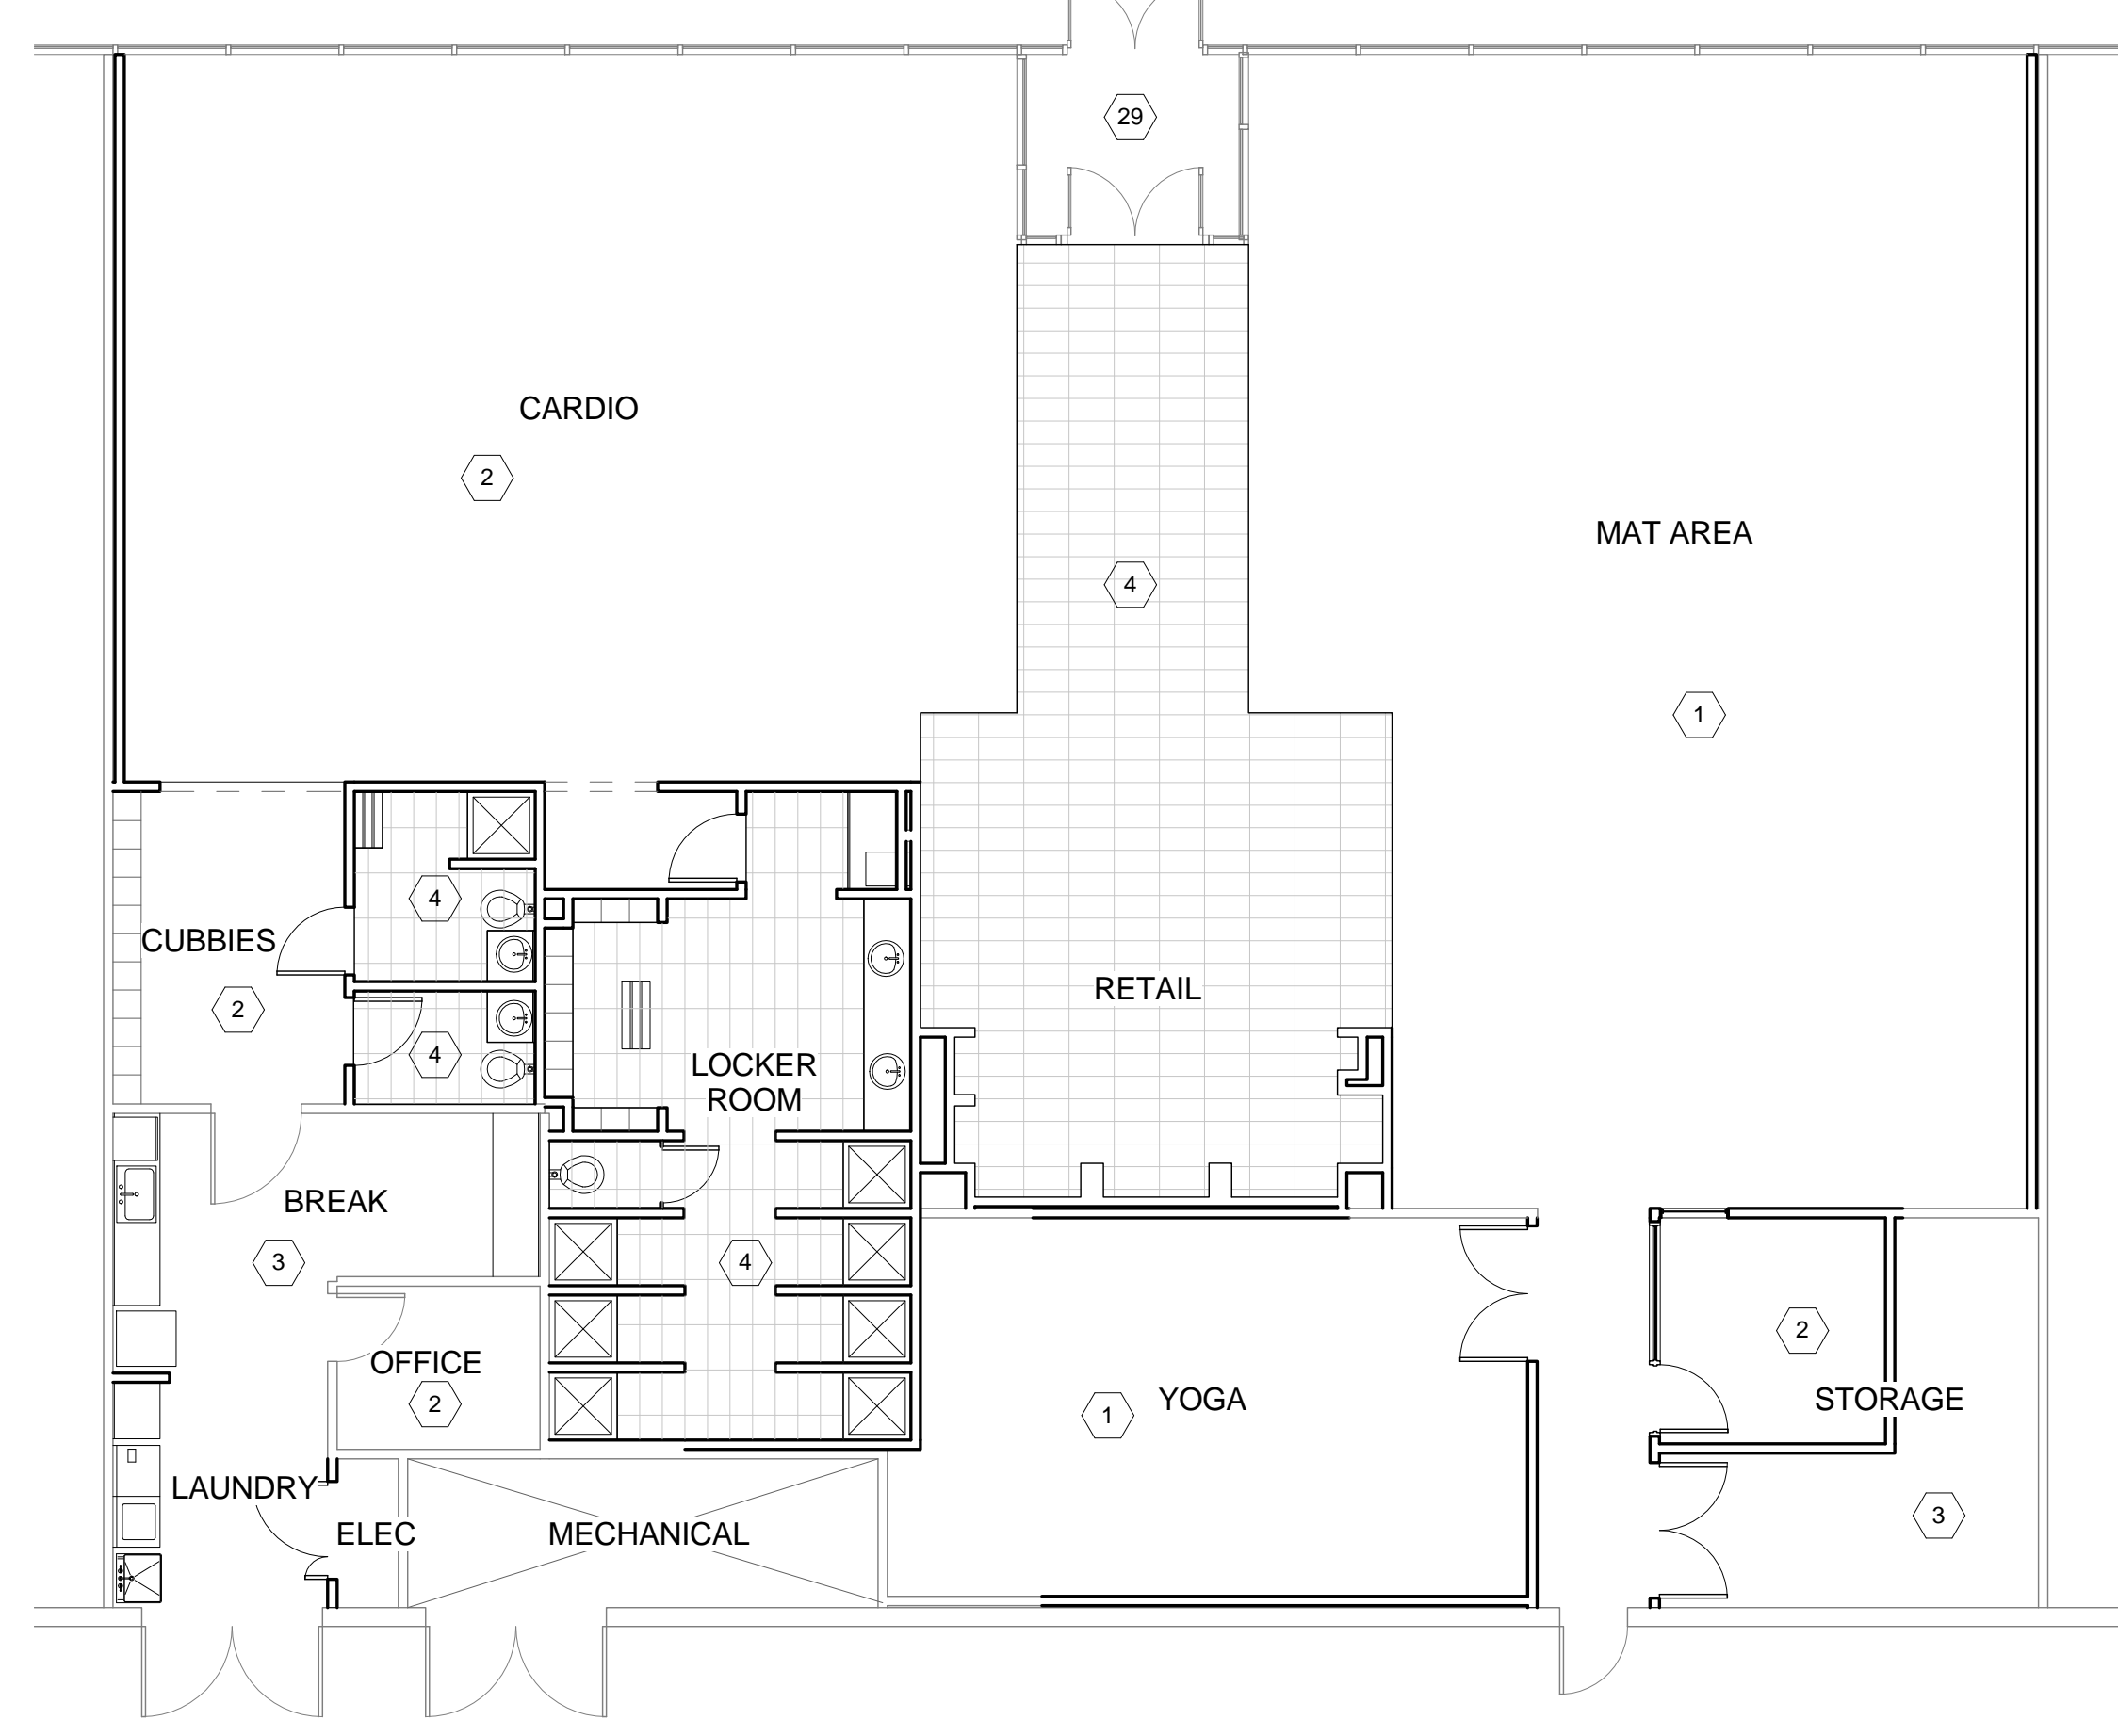 29
CARDIO
2
MAT AREA
4
1
4
CUBBIES
RETAIL
2
4
LOCKER
ROOM
BREAK
3
4
2
OFFICE
2
YOGA
1
STORAGE
LAUNDRY
3
ELEC
MECHANICAL